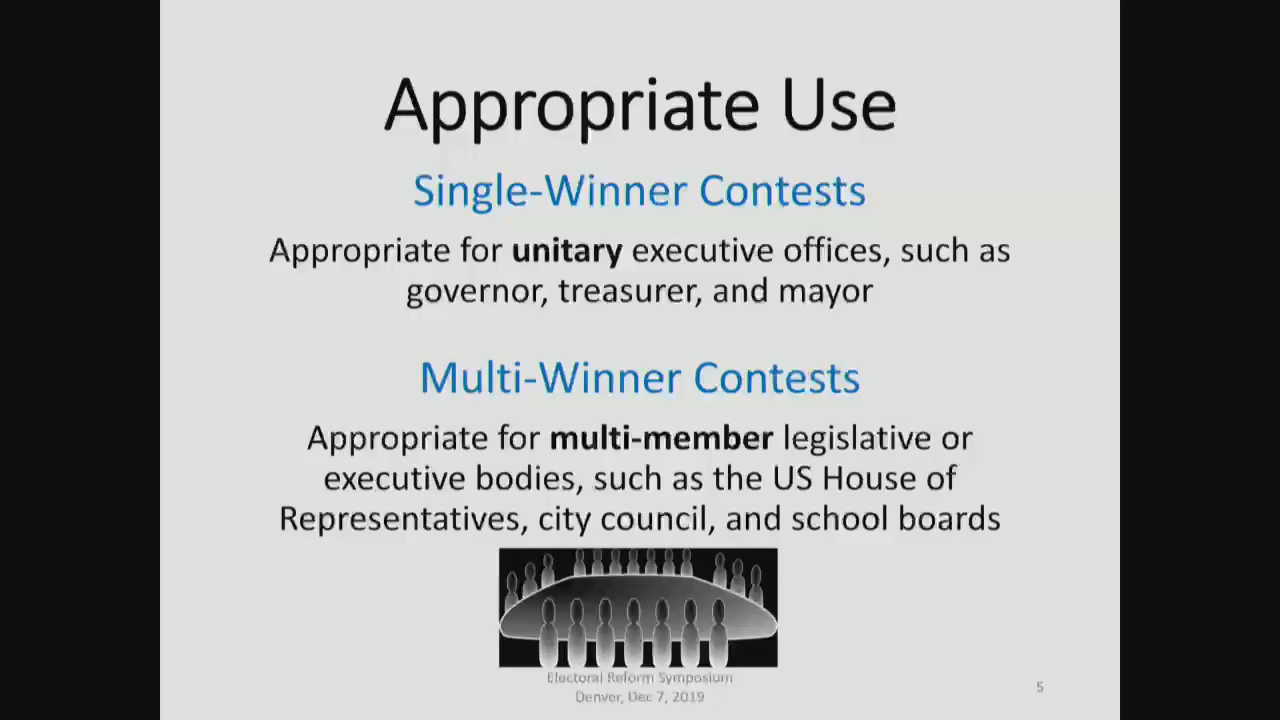 Appropriate Use
Single-Winner Contests
Appropriate for unitary executive offices, such as
governor, treasurer, and mayor
Multi-Winner Contests
Appropriate for multi-member legislative or
executive bodies, such as the US House of
Representatives, city council, and school boards
Electoral Reform Symposium
Denver, Dec 7, 2019
5